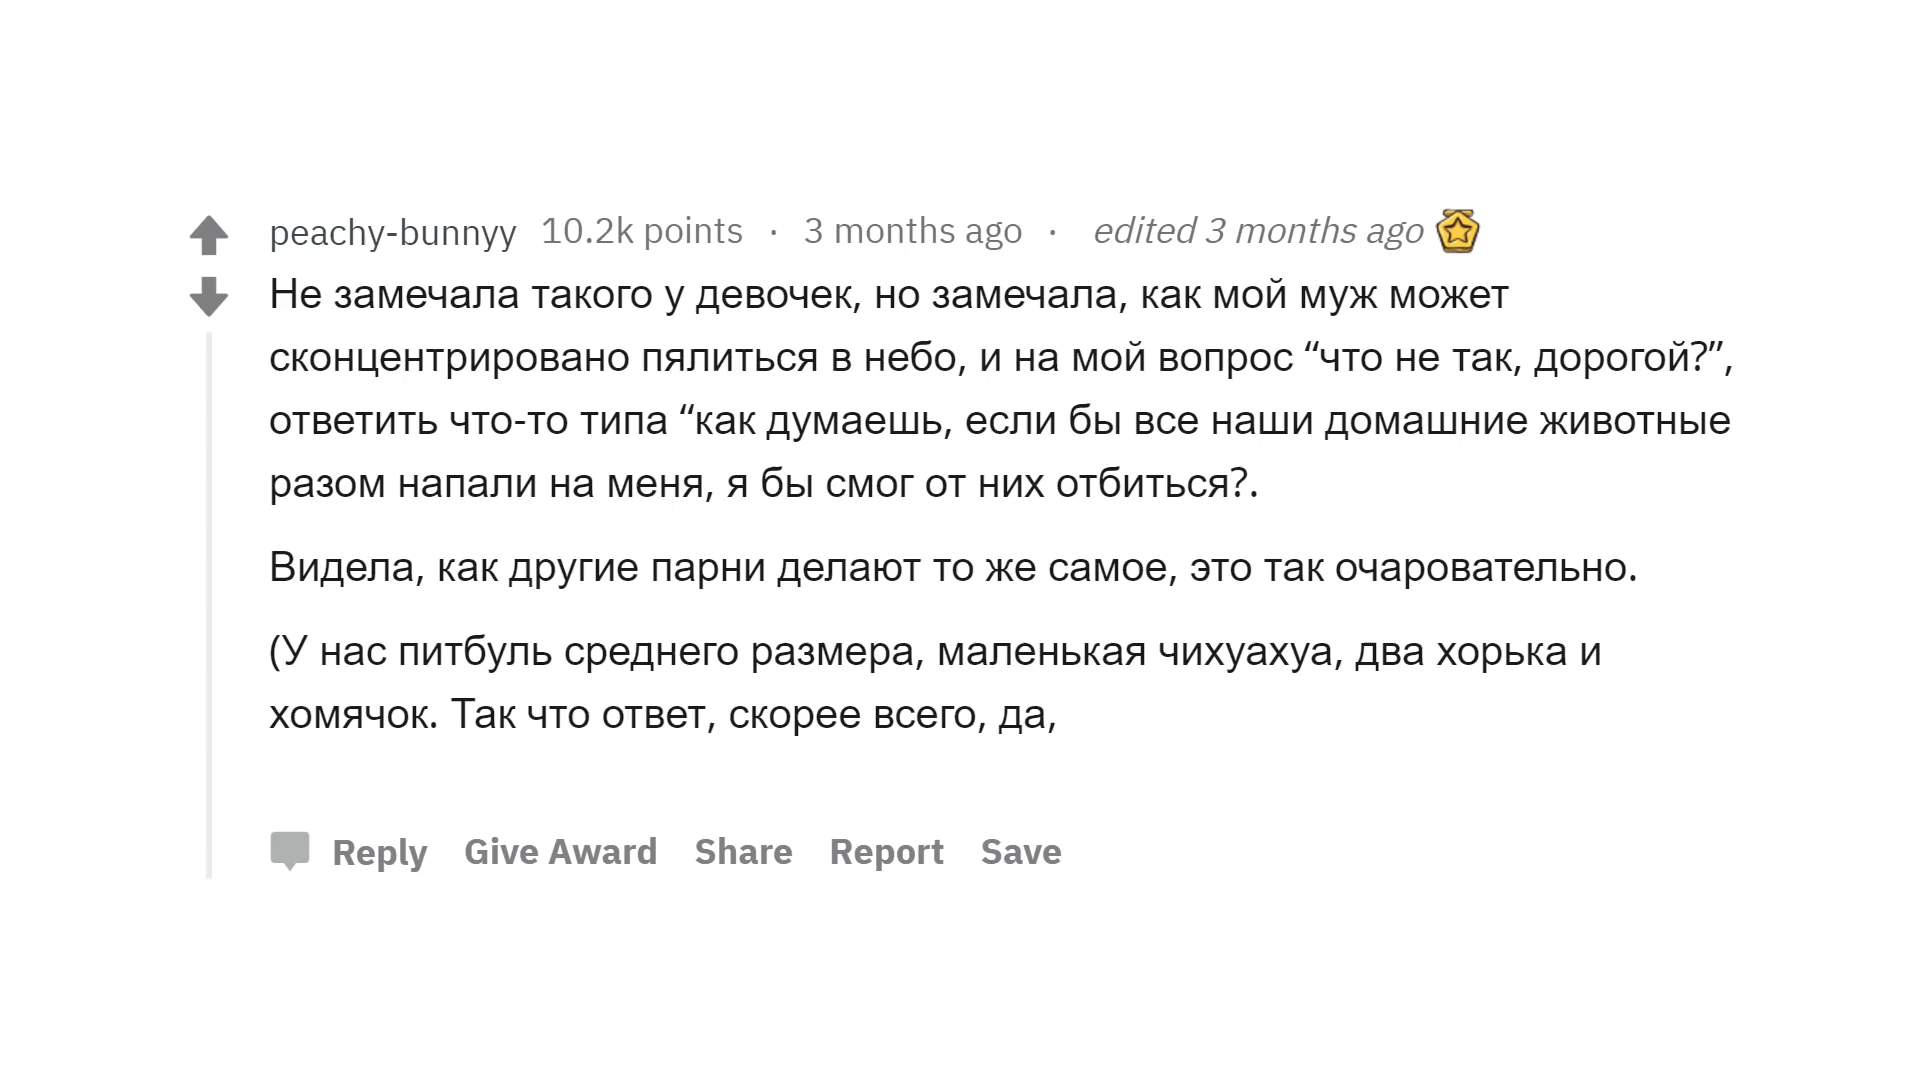 peachy-bunnyy 10.2k points · 3 months ago · edited 3 months ago
Не замечала такого у девочек, но замечала, как мой муж может
сконцентрировано пялиться в небо, и на мой вопрос “что не так, дорогой?”,
ответить что-то типа “как думаешь, если бы все наши домашние животные
разом напали на меня, я бы смог от них отбиться?.
Видела, как другие парни делают то же самое, это так очаровательно.
(У нас питбуль среднего размера, маленькая чихуахуа, два хорька и
хомячок. Так что ответ, скорее всего, да,
Reply Give Award Share Report Save